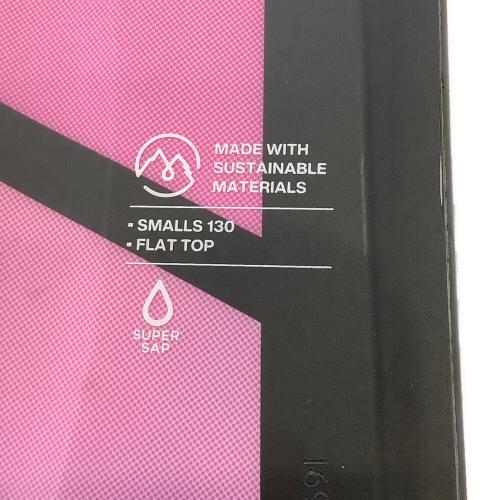 MADE WITH
SUSTAINABLE
MATERIALS
▪ SMALLS 130
▪ FLAT TOP
SUPER
SAP